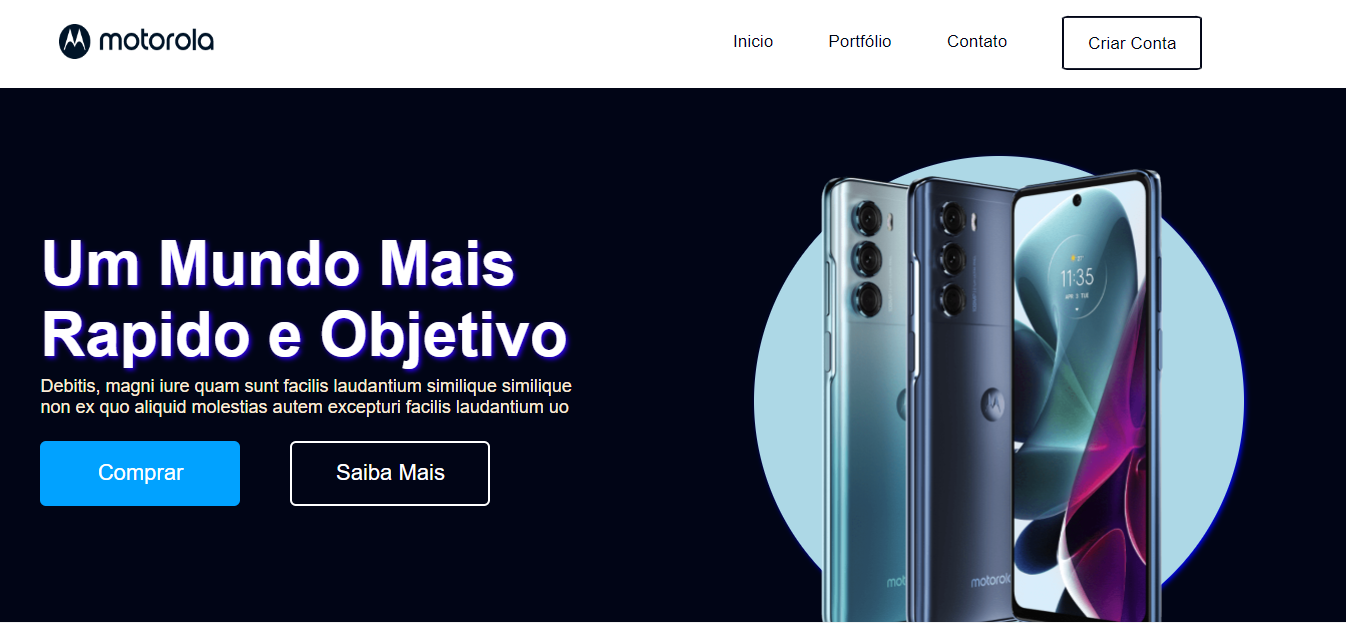 motorola
Inicio
Portfólio
Contato
Criar Conta
Um Mundo Mais
Rapido e Objetivo
Debitis, magni iure quam sunt facilis laudantium similique similique
non ex quo aliquid molestias autem excepturi facilis laudantium uo
Comprar
Saiba Mais
11:35
mot
motorola